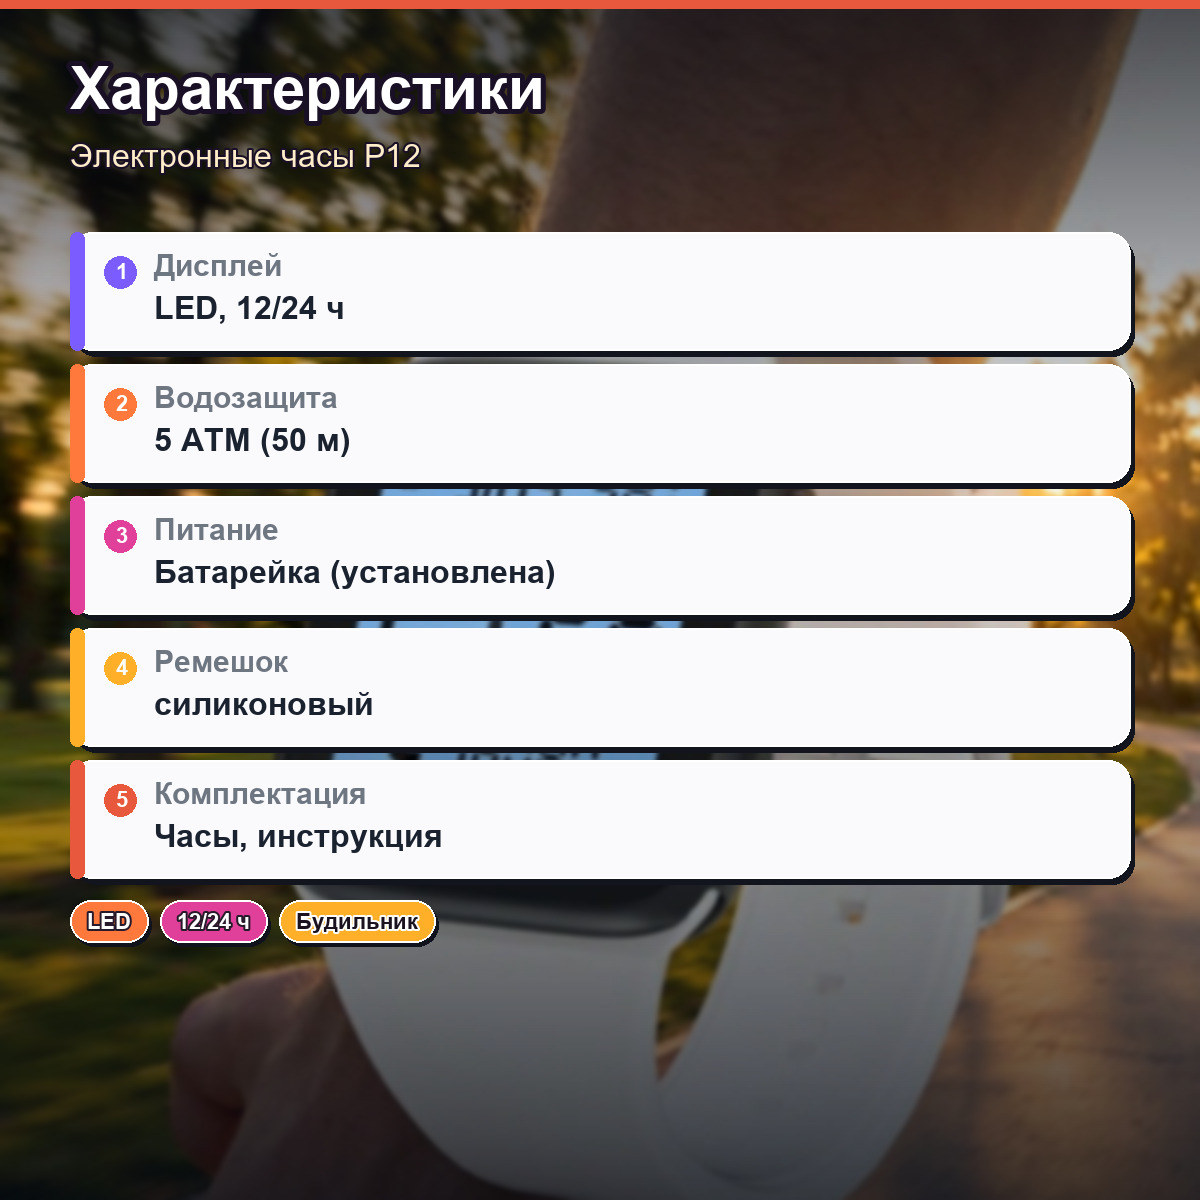 Характеристики
Электронные часы P12
1 Дисплей
LED, 12/24 ч
2 Водозащита
5 ATM (50 м)
3 Питание
Батарейка (установлена)
4 Ремешок
силиконовый
5 Комплектация
Часы, инструкция
LED 12/24 ч Будильник